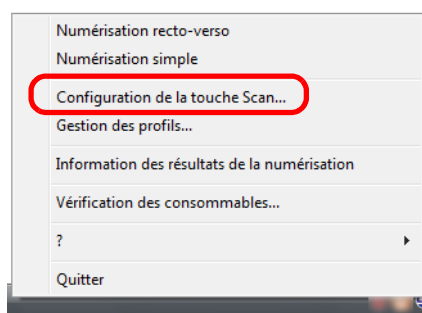 Numérisation recto-verso
Numérisation simple
Configuration de la touche Scan...
Gestion des profils...
Information des résultats de la numérisation
Vérification des consommables...
?
Quitter